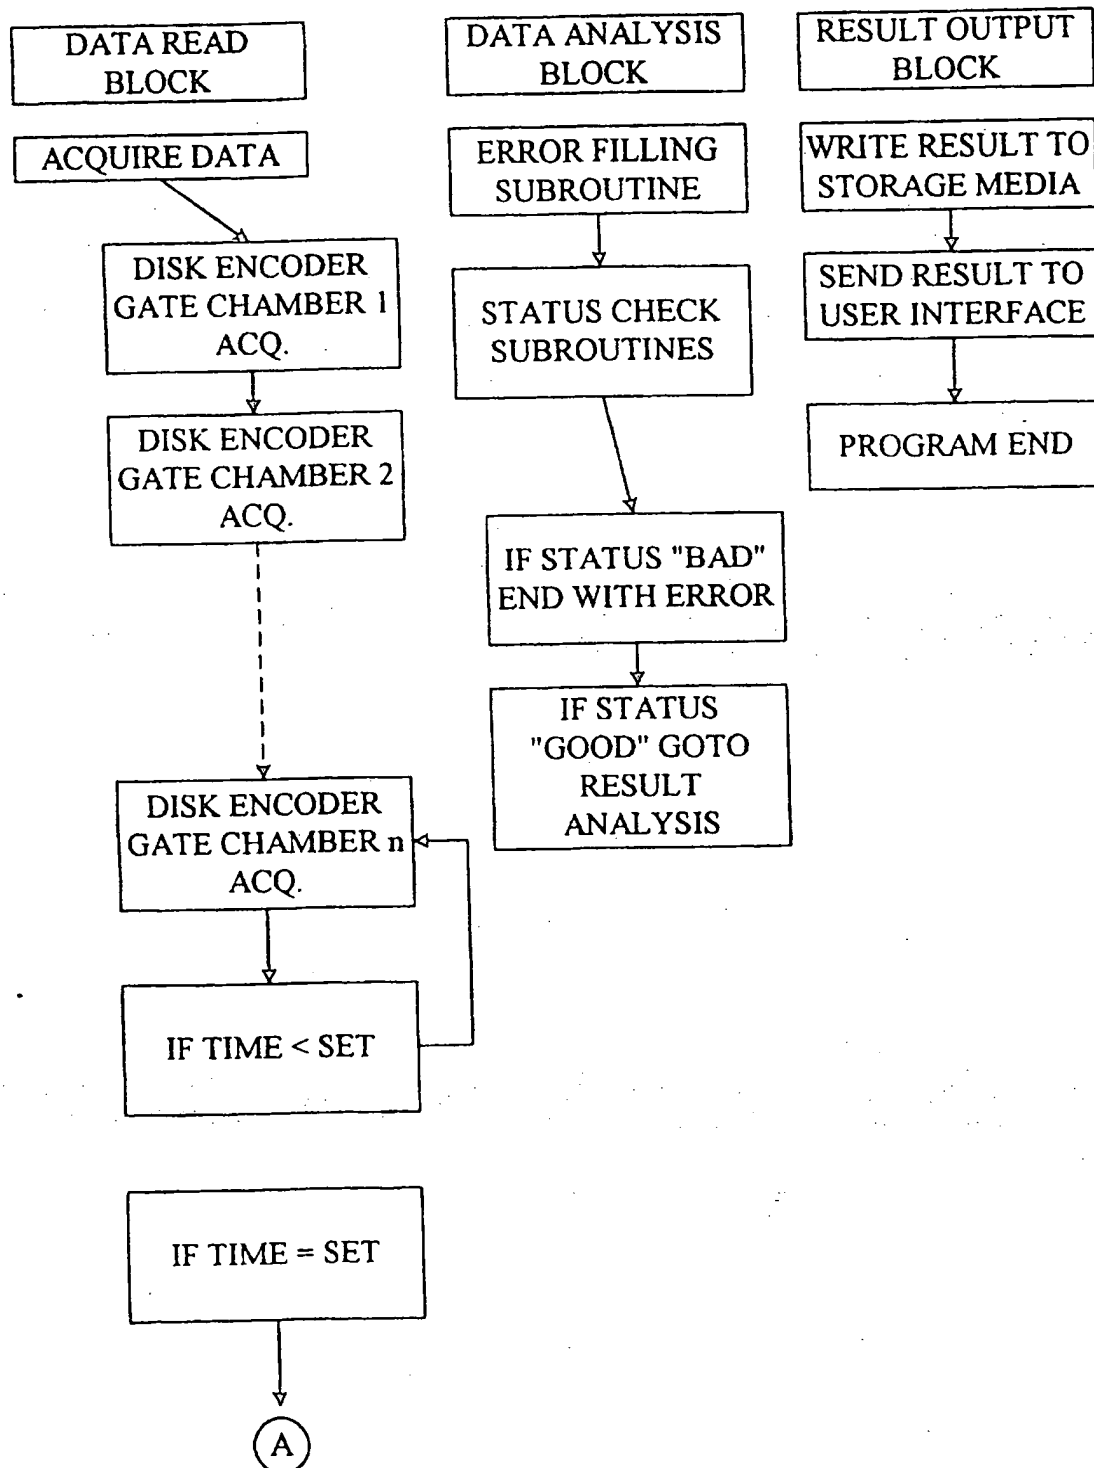 DATA READ
BLOCK
ACQUIRE DATA
DISK ENCODER
GATE CHAMBER 1
ACQ.
DISK ENCODER
GATE CHAMBER 2
ACQ.
DISK ENCODER
GATE CHAMBER n
ACQ.
IF TIME < SET
IF TIME = SET
A
DATA ANALYSIS
BLOCK
ERROR FILLING
SUBROUTINE
STATUS CHECK
SUBROUTINES
IF STATUS "BAD"
END WITH ERROR
IF STATUS
"GOOD" GOTO
RESULT
ANALYSIS
RESULT OUTPUT
BLOCK
WRITE RESULT TO
STORAGE MEDIA
SEND RESULT TO
USER INTERFACE
PROGRAM END